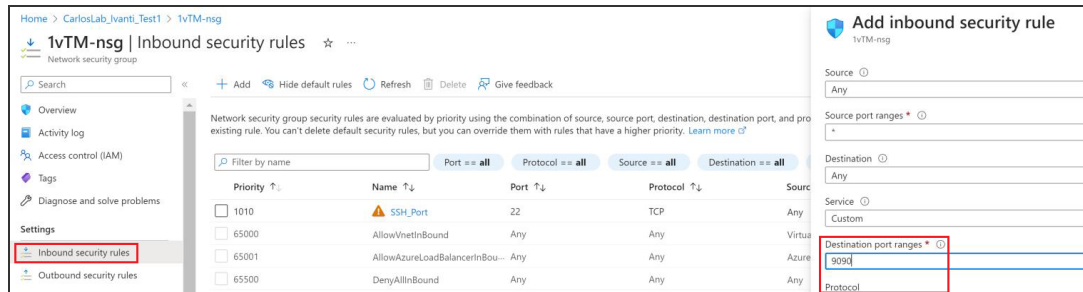 Home > CarlosLab_Ivanti_Test1 > 1vTM-nsg
1vTM-nsg | Inbound security rules ☆ ...
Network security group
Search
«
Overview
Activity log
Access control (IAM)
Tags
Diagnose and solve problems
Settings
Inbound security rules
Outbound security rules
+ Add Hide default rules Refresh Delete Give feedback
Network security group security rules are evaluated by priority using the combination of source, source port, destination, destination port, and pro
existing rule. You can't delete default security rules, but you can override them with rules that have a higher priority. Learn more
Filter by name Port == all Protocol == all Source == all Destination == all
Priority ↑ Name ↑↓ Port ↑↓ Protocol ↑↓ Sourc
1010 SSH_Port 22 TCP Any
65000 AllowVnetInBound Any Any Virtua
65001 AllowAzureLoadBalancerInBou... Any Any Azure
65500 DenyAllInBound Any Any Any
Add inbound security rule
1vTM-nsg
Source
Any
Source port ranges *
*
Destination
Any
Service
Custom
Destination port ranges *
9090
Protocol